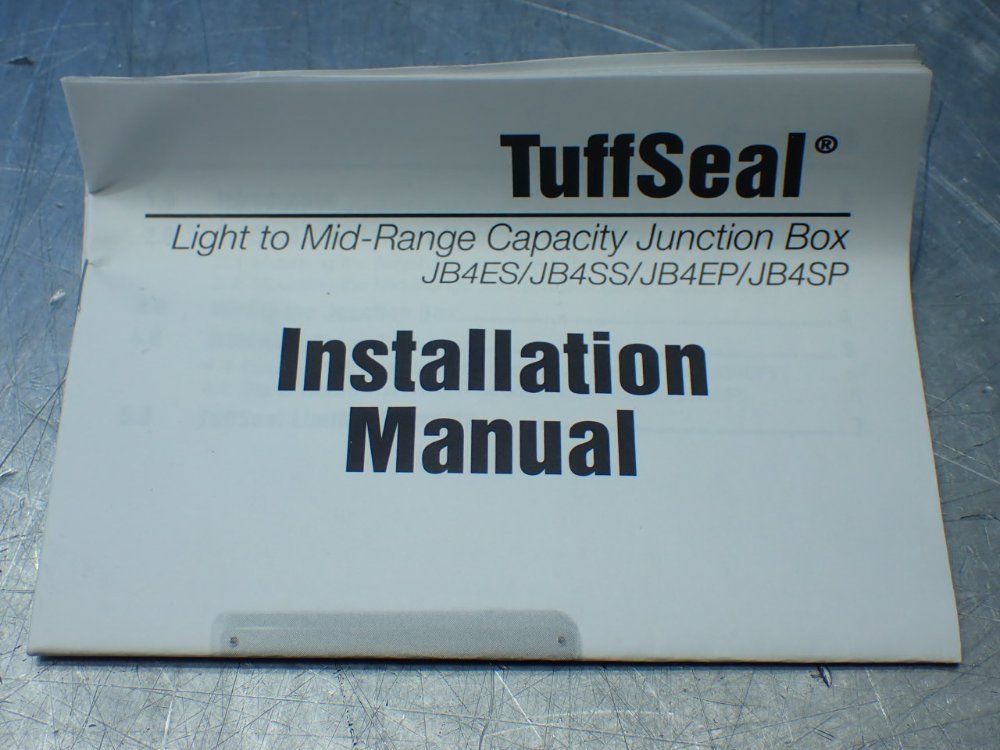 TuffSeal®
Light to Mid-Range Capacity Junction Box
JB4ES/JB4SS/JB4EP/JB4SP
Installation
Manual